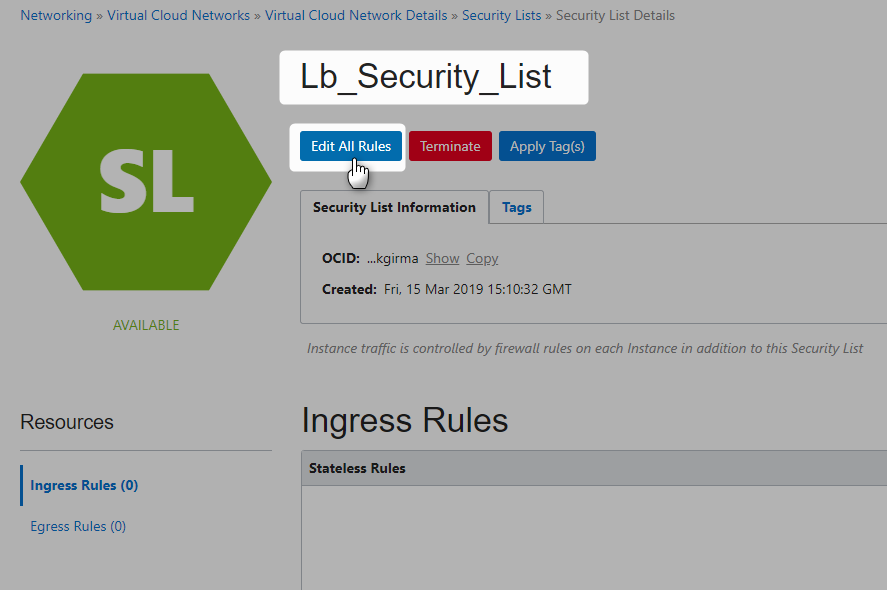 Networking » Virtual Cloud Networks » Virtual Cloud Network Details » Security Lists » Security List Details
Lb_Security_List
Edit All Rules Terminate Apply Tag(s)
SL
Security List Information Tags
OCID: ...kgirma Show Copy
Created: Fri, 15 Mar 2019 15:10:32 GMT
AVAILABLE
Instance traffic is controlled by firewall rules on each Instance in addition to this Security List
Resources
Ingress Rules (0)
Egress Rules (0)
Ingress Rules
Stateless Rules